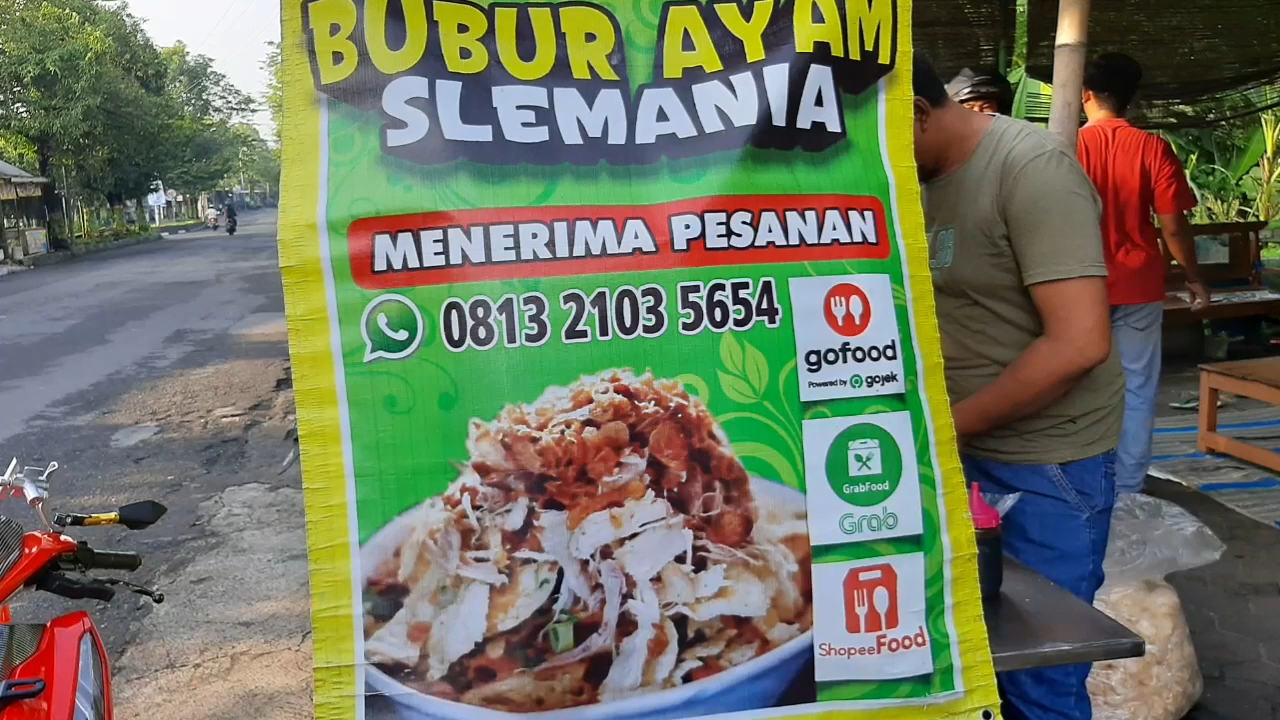 BUBUR AYAM
SLEMANIA
MENERIMA PESANAN
0813 2103 5654
gofood
Powered by gojek
GrabFood
Grab
ShopeeFood